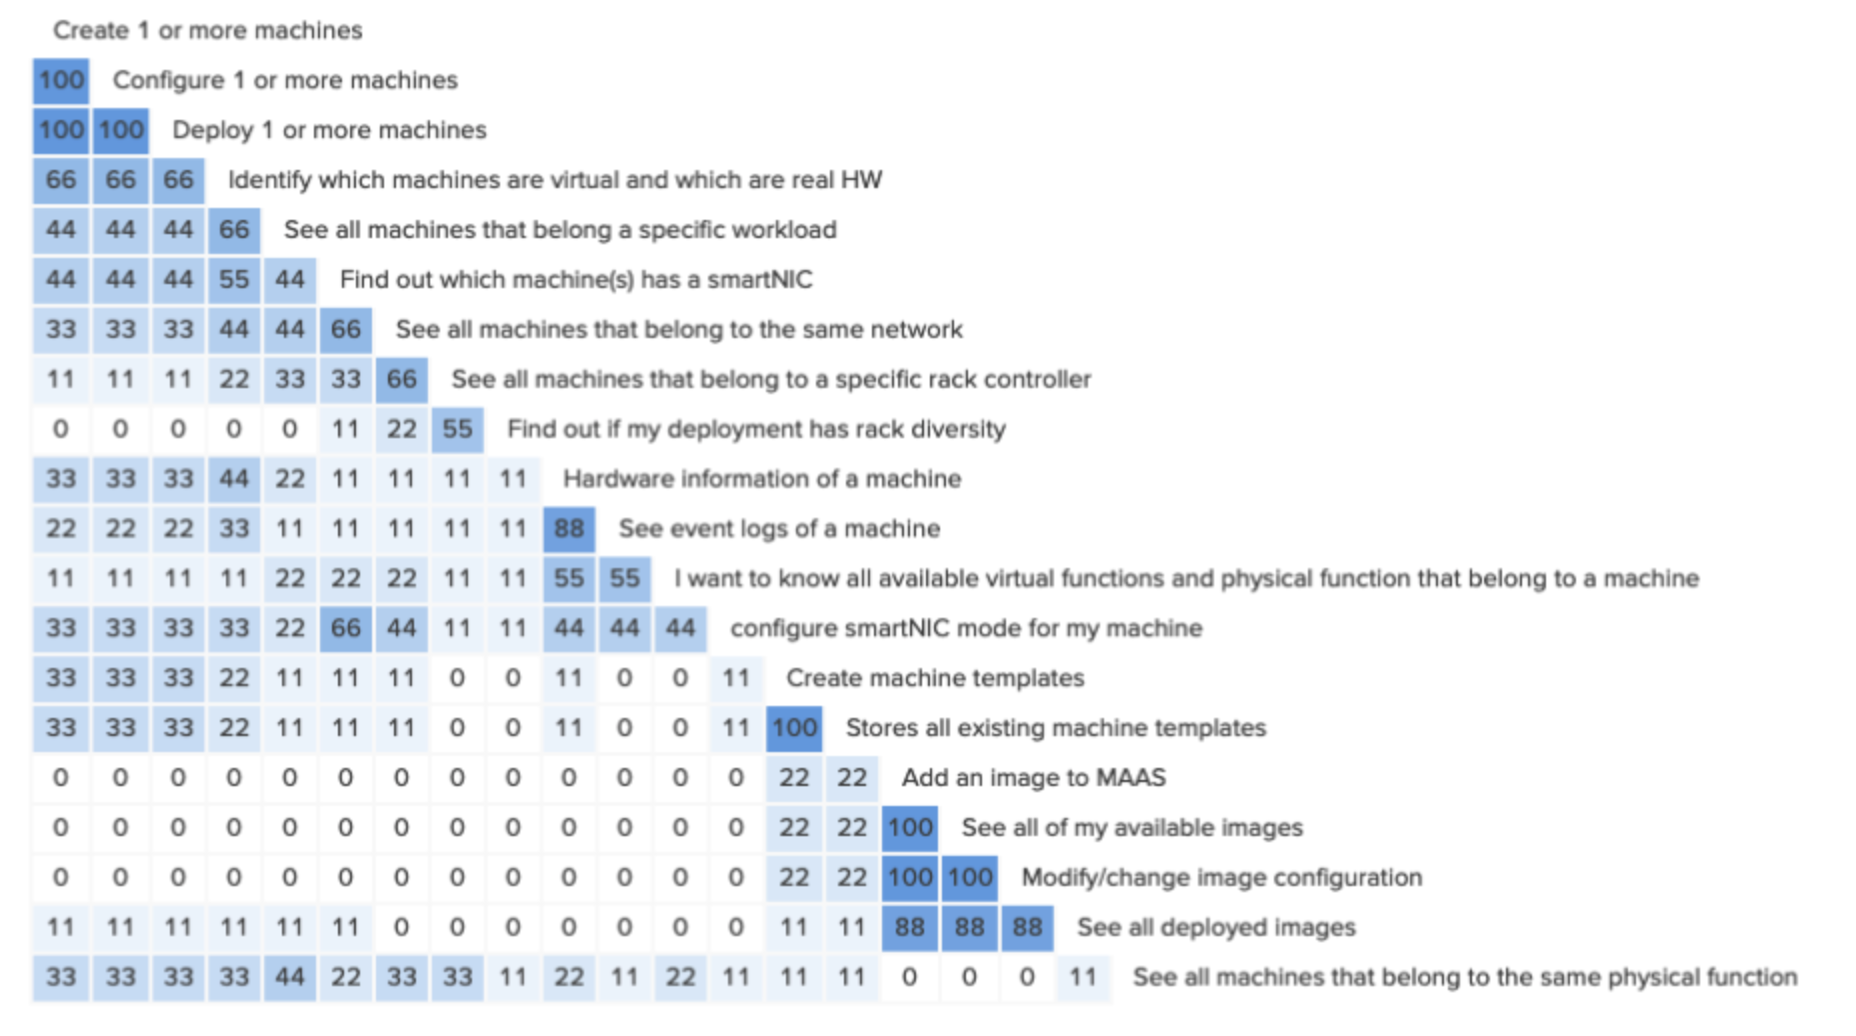 Create 1 or more machines
100 Configure 1 or more machines
100 100 Deploy 1 or more machines
66 66 66 Identify which machines are virtual and which are real HW
44 44 44 66 See all machines that belong a specific workload
44 44 44 55 44 Find out which machine(s) has a smartNIC
33 33 33 44 44 66 See all machines that belong to the same network
11 11 11 22 33 33 66 See all machines that belong to a specific rack controller
0 0 0 0 0 11 22 55 Find out if my deployment has rack diversity
33 33 33 44 22 11 11 11 11 Hardware information of a machine
22 22 22 33 11 11 11 11 11 88 See event logs of a machine
11 11 11 11 22 22 22 11 11 55 55 I want to know all available virtual functions and physical function that belong to a machine
33 33 33 33 22 66 44 11 11 44 44 44 configure smartNIC mode for my machine
33 33 33 22 11 11 11 0 0 11 0 0 11 Create machine templates
33 33 33 22 11 11 11 0 0 11 0 0 11 100 Stores all existing machine templates
0 0 0 0 0 0 0 0 0 0 0 0 0 22 22 Add an image to MAAS
0 0 0 0 0 0 0 0 0 0 0 0 0 22 22 100 See all of my available images
0 0 0 0 0 0 0 0 0 0 0 0 0 22 22 100 100 Modify/change image configuration
11 11 11 11 11 11 0 0 0 0 0 0 0 11 11 88 88 88 See all deployed images
33 33 33 33 44 22 33 33 11 22 11 22 11 11 11 0 0 0 11 See all machines that belong to the same physical function